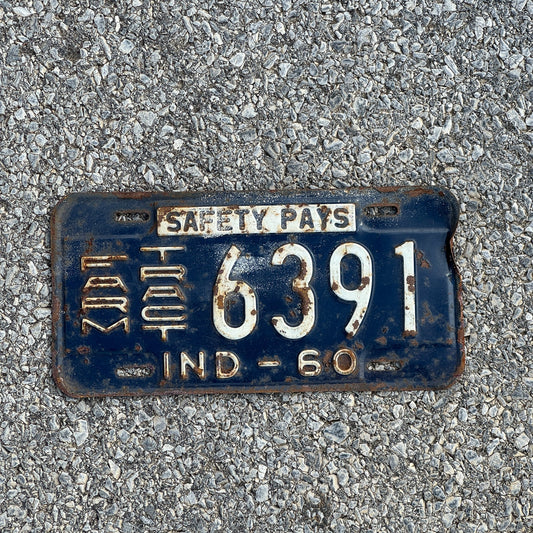 SAFETY PAYS
FARM TRACT 6391
IND - 60